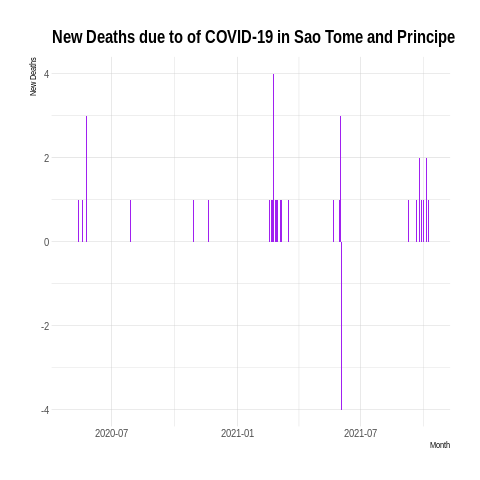 New Deaths due to of COVID-19 in Sao Tome and Principe
New Deaths
4
2
0
-2
-4
2020-07
2021-01
2021-07
Month